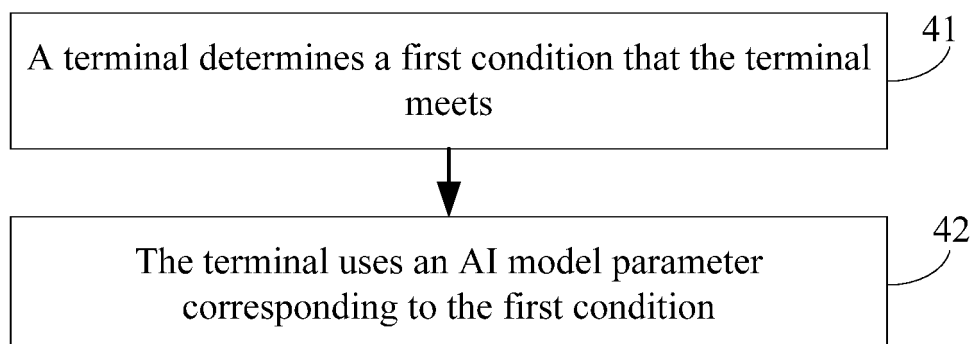 A terminal determines a first condition that the terminal
meets
41
The terminal uses an AI model parameter
corresponding to the first condition
42